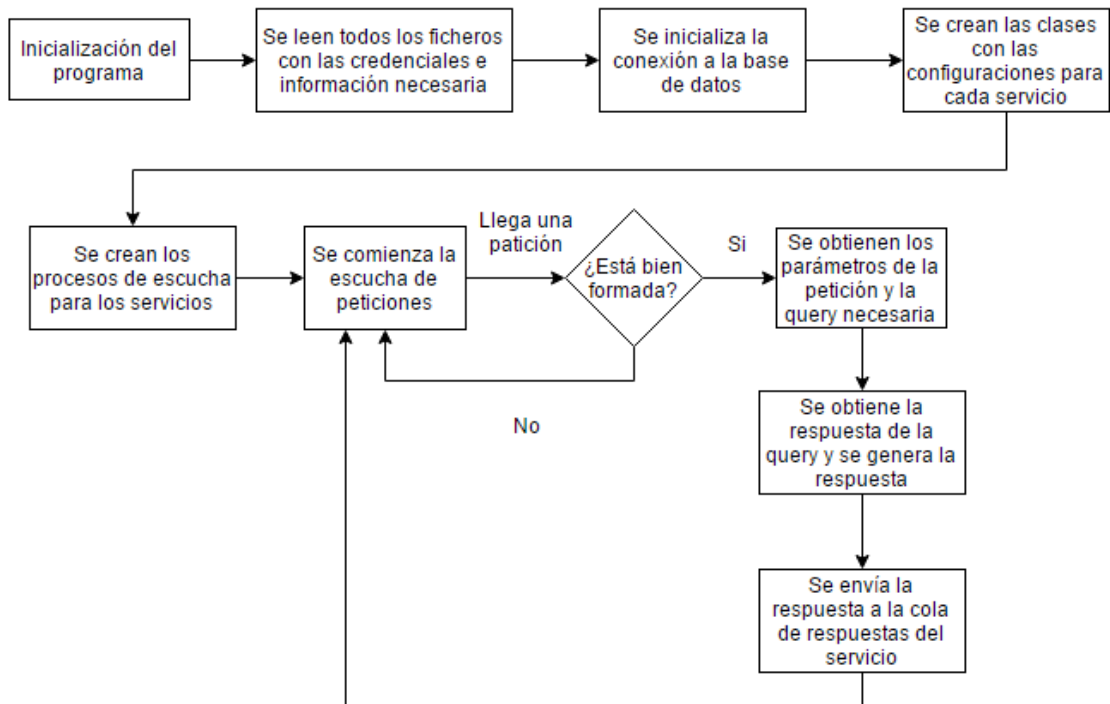 Inicialización del
programa
Se leen todos los ficheros
con las credenciales e
información necesaria
Se inicializa la
conexión a la base
de datos
Se crean las clases
con las
configuraciones para
cada servicio
Se crean los
procesos de escucha
para los servicios
Se comienza la
escucha de
peticiones
Llega una
patición
¿Está bien
formada?
Si
Se obtienen los
parámetros de la
petición y la
query necesaria
No
Se obtiene la
respuesta de la
query y se genera la
respuesta
Se envía la
respuesta a la cola
de respuestas del
servicio